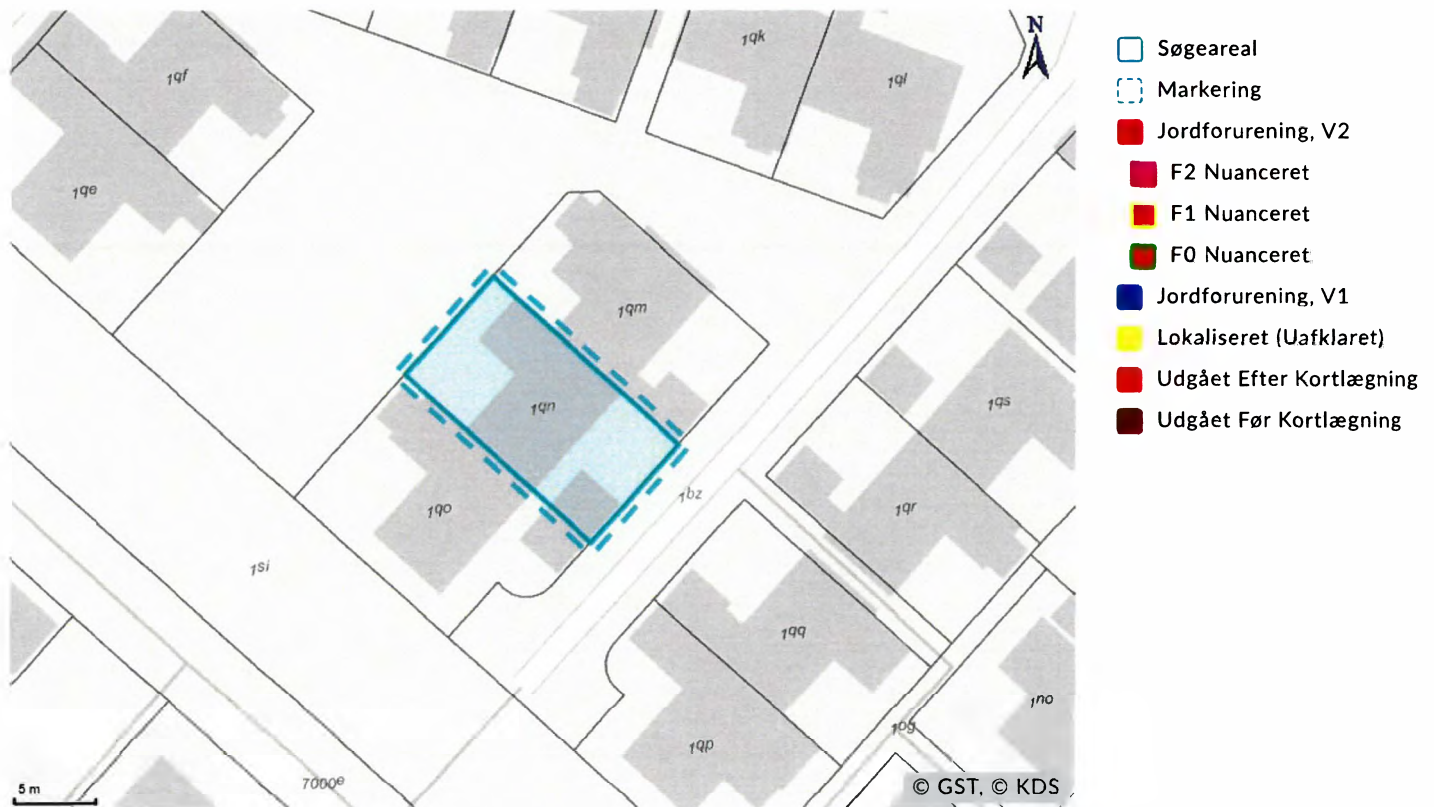 N
Søgeareal
Markering
Jordforurening, V2
F2 Nuanceret
F1 Nuanceret
F0 Nuanceret
Jordforurening, V1
Lokaliseret (Uafklaret)
Udgået Efter Kortlægning
Udgået Før Kortlægning
1qk
1qf
1ql
1qe
1qm
1qn
1qs
1bz
1qo
1qr
1si
1qq
1no
1og
1qp
7000e
5 m
© GST, © KDS